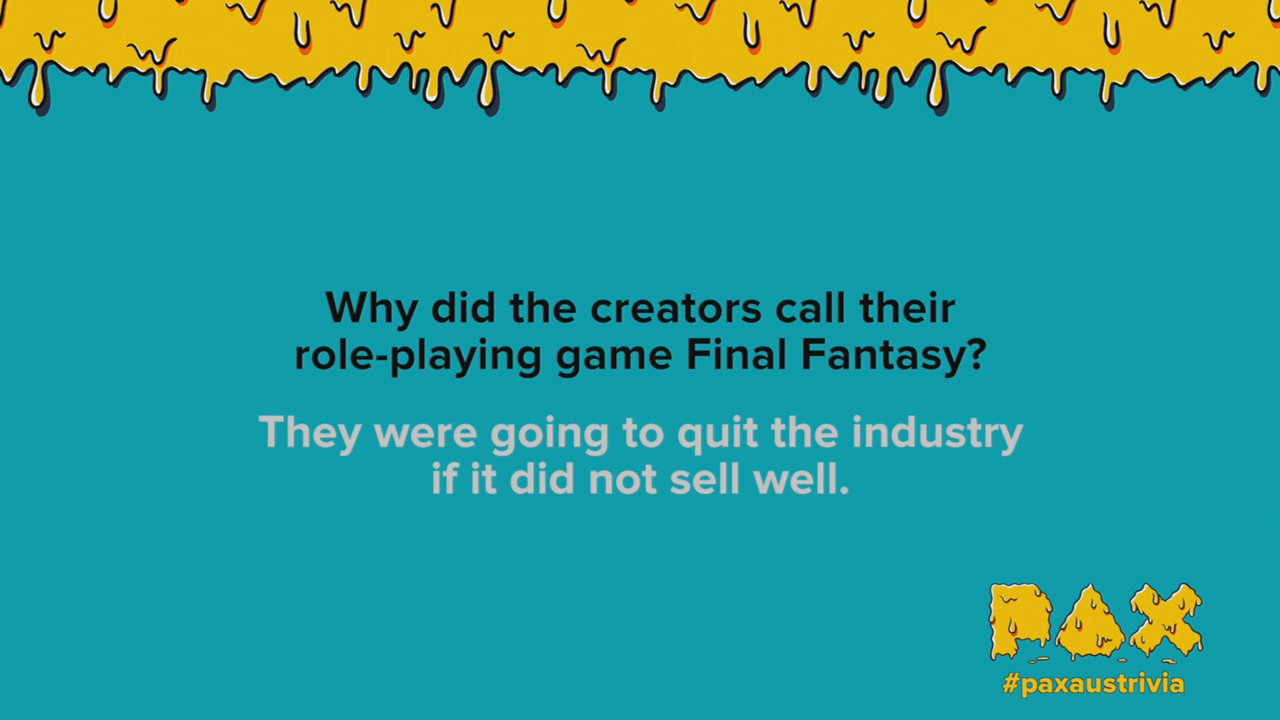 Why did the creators call their
role-playing game Final Fantasy?
They were going to quit the industry
if it did not sell well.
PAX
#paxaustrivia